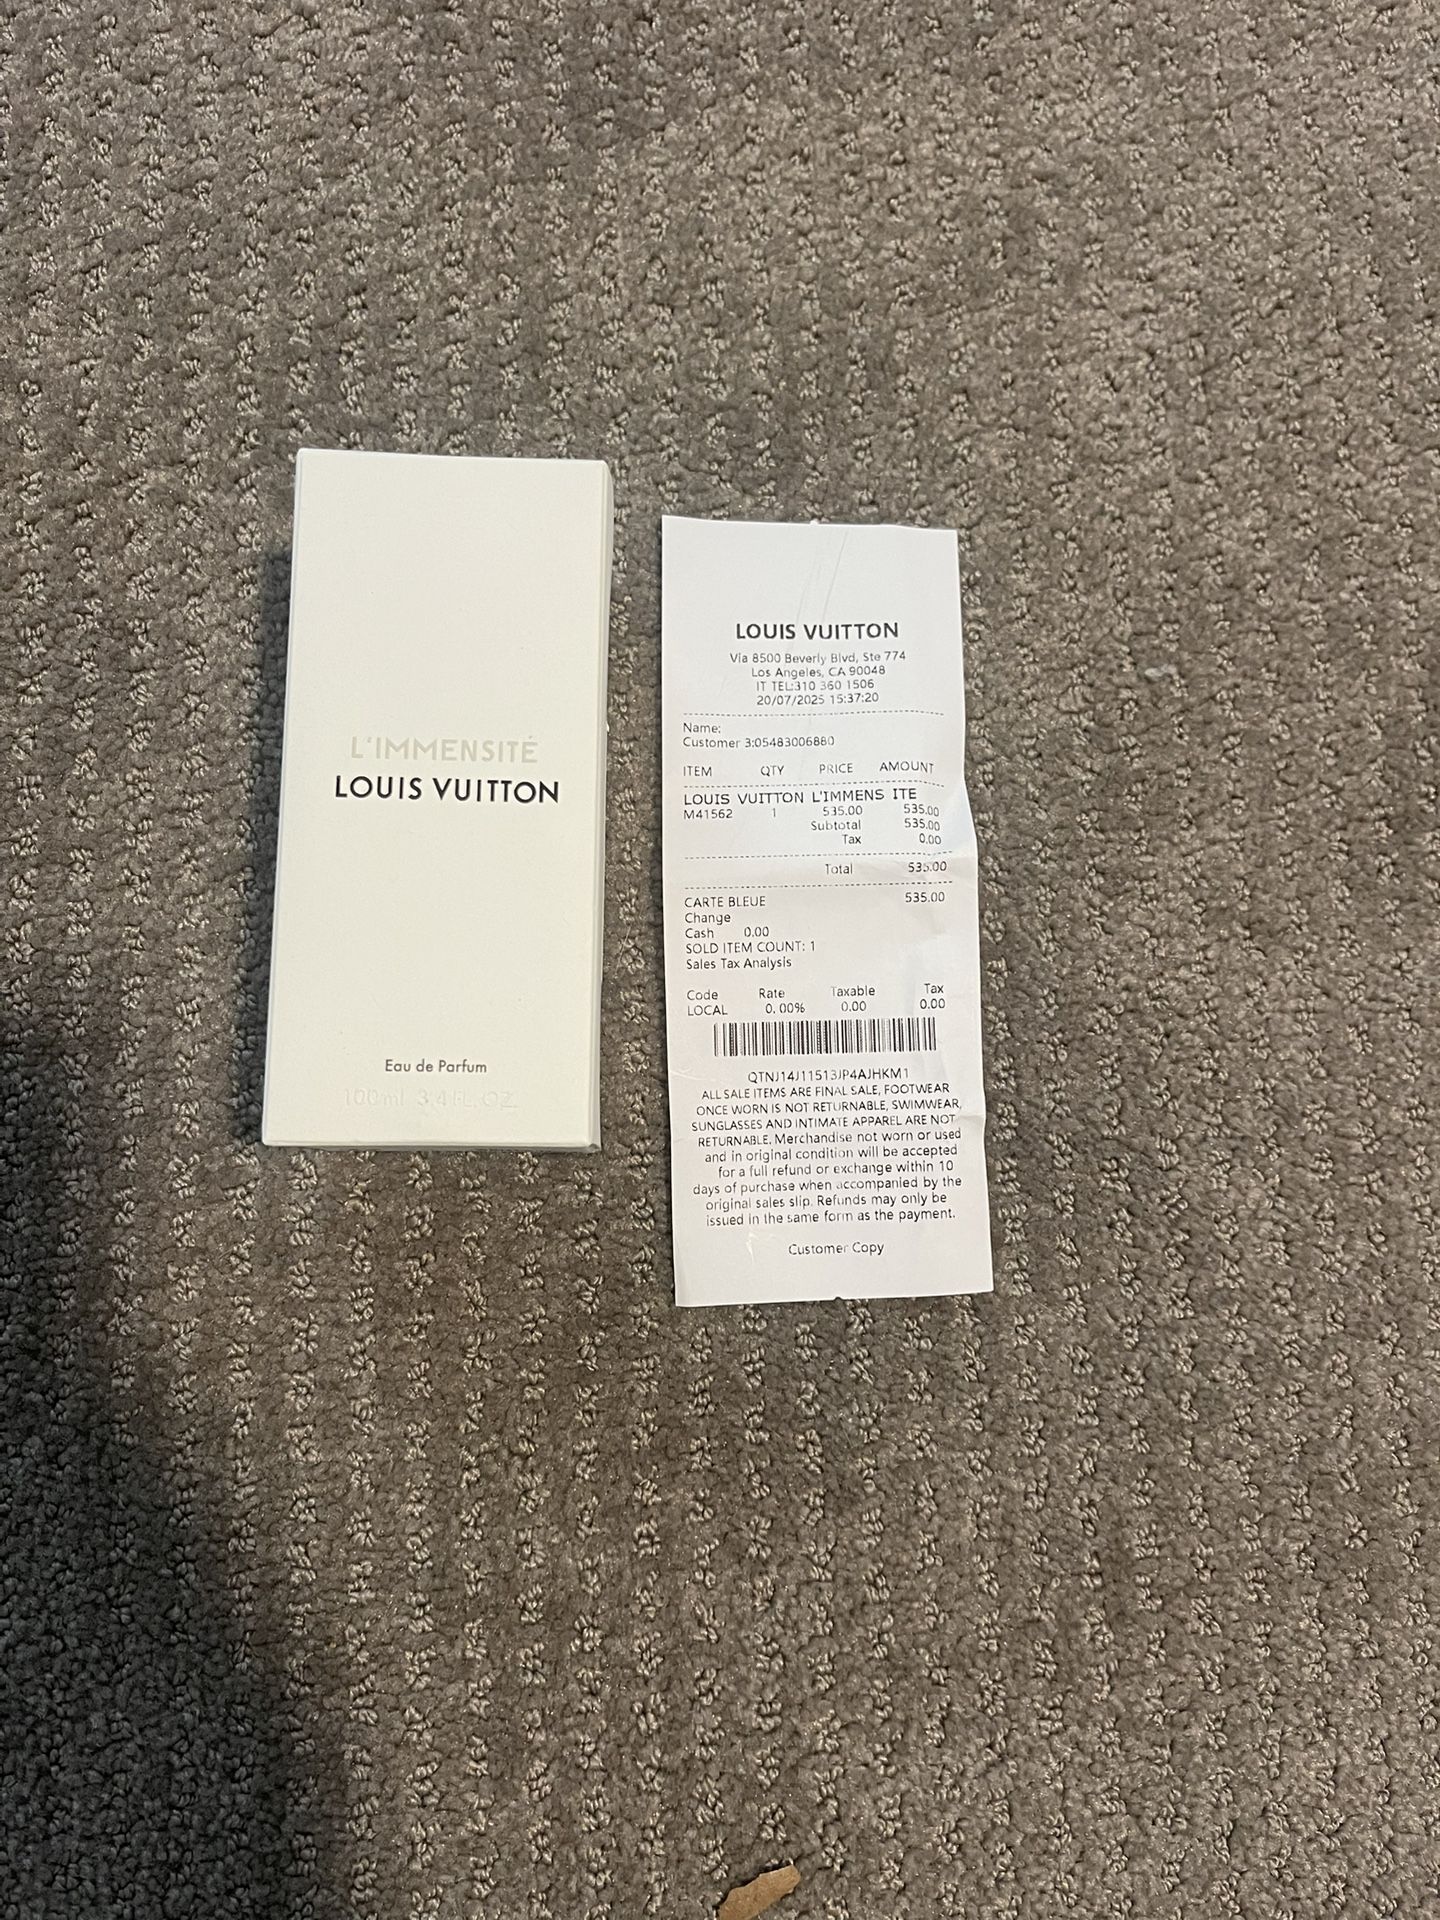 L'IMMENSITÉ
LOUIS VUITTON
Eau de Parfum
100ml 3.4 FL.OZ
LOUIS VUITTON
Via 8500 Beverly Blvd, Ste 774
Los Angeles, CA 90048
IT TEL:310 360 1506
20/07/2025 15:37:20
Name:
Customer 3:05483006880
ITEM QTY PRICE AMOUNT
LOUIS VUITTON L'IMMENS ITE
M41562 1 535.00 535.00
Subtotal 535.00
Tax 0.00
Total 535.00
CARTE BLEUE 535.00
Change
Cash 0.00
SOLD ITEM COUNT: 1
Sales Tax Analysis
Code Rate Taxable Tax
LOCAL 0.00% 0.00 0.00
QTNJ14J11513JP4AJHKM1
ALL SALE ITEMS ARE FINAL SALE, FOOTWEAR
ONCE WORN IS NOT RETURNABLE, SWIMWEAR,
SUNGLASSES AND INTIMATE APPAREL ARE NOT
RETURNABLE. Merchandise not worn or used
and in original condition will be accepted
for a full refund or exchange within 10
days of purchase when accompanied by the
original sales slip. Refunds may only be
issued in the same form as the payment.
Customer Copy